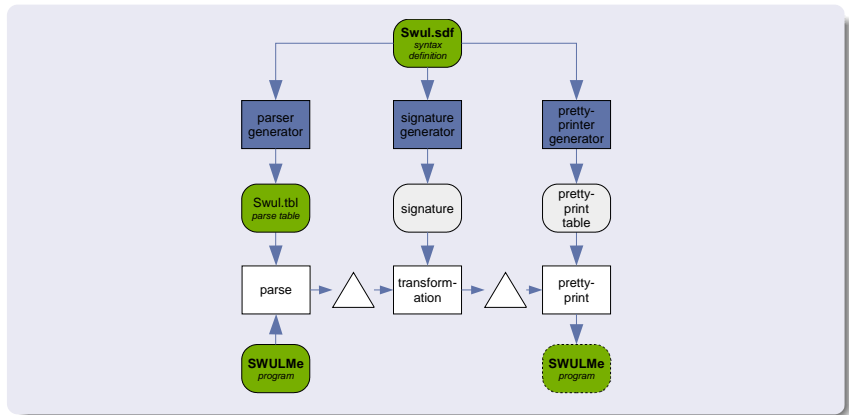 Swul.sdf
syntax
definition
parser
generator
signature
generator
pretty-
printer
generator
Swul.tbl
parse table
signature
pretty-
print
table
parse
transform-
ation
pretty-
print
SWULMe
program
SWULMe
program